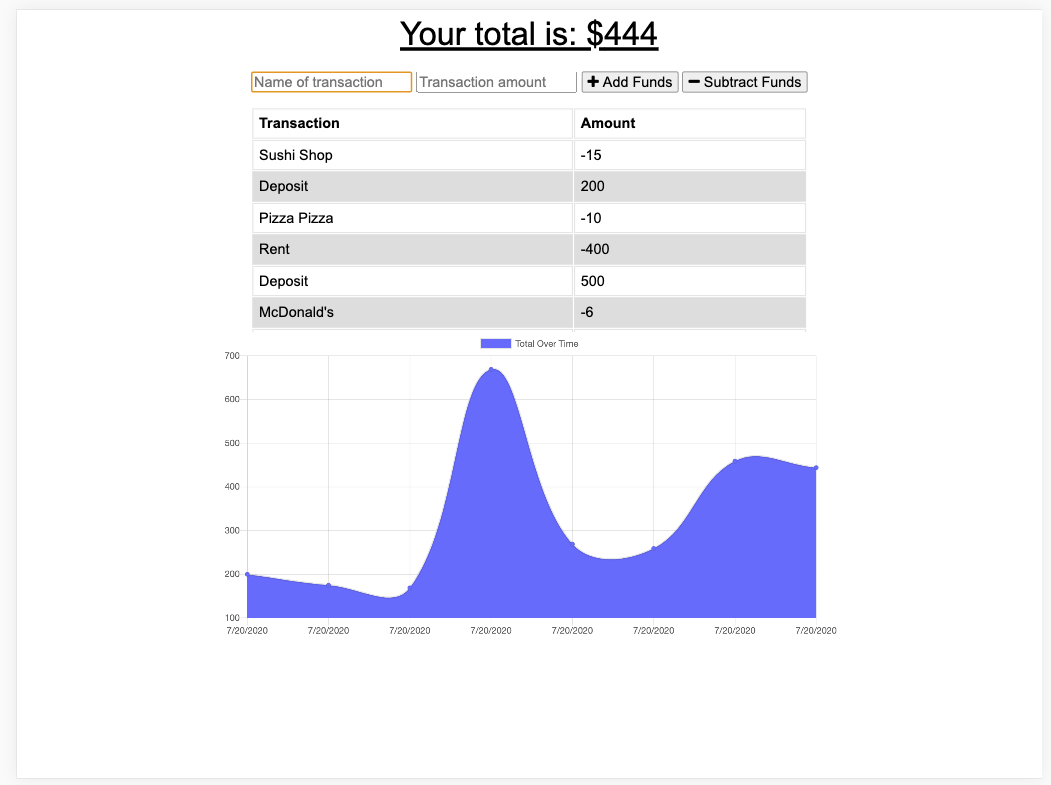 Your total is: $444
Name of transaction Transaction amount Add Funds Subtract Funds
Transaction Amount
Sushi Shop -15
Deposit 200
Pizza Pizza -10
Rent -400
Deposit 500
McDonald's -6
Total Over Time
700
600
500
400
300
200
100
7/20/2020 7/20/2020 7/20/2020 7/20/2020 7/20/2020 7/20/2020 7/20/2020 7/20/2020